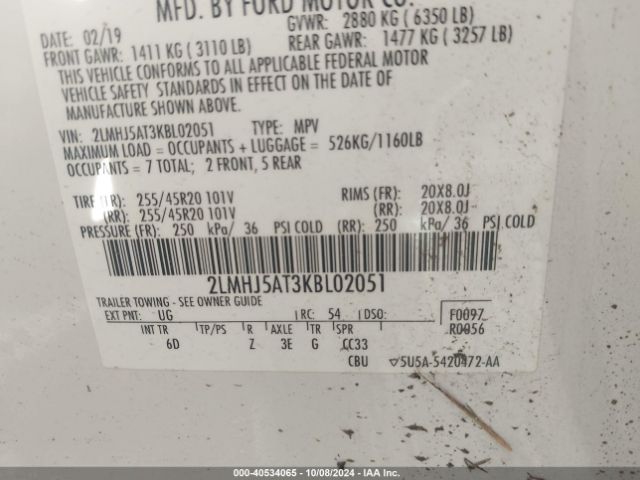 MFD. BY FORD MOTOR CO.
DATE: 02/19 GVWR: 2880 KG ( 6350 LB)
FRONT GAWR: 1411 KG ( 3110 LB) REAR GAWR: 1477 KG ( 3257 LB)
THIS VEHICLE CONFORMS TO ALL APPLICABLE FEDERAL MOTOR
VEHICLE SAFETY STANDARDS IN EFFECT ON THE DATE OF
MANUFACTURE SHOWN ABOVE.
VIN: 2LMHJ5AT3KBL02051 TYPE: MPV
MAXIMUM LOAD = OCCUPANTS + LUGGAGE = 526KG/1160LB
OCCUPANTS = 7 TOTAL; 2 FRONT, 5 REAR
TIRE (FR): 255/45R20 101V RIMS (FR): 20X8.0J
(RR): 255/45R20 101V (RR): 20X8.0J
PRESSURE (FR): 250 kPa/ 36 PSI COLD (RR): 250 kPa/ 36 PSI COLD
2LMHJ5AT3KBL02051
TRAILER TOWING - SEE OWNER GUIDE
EXT PNT: UG RC: 54 DSO: F0097
INT TR TP/PS R AXLE TR SPR R0056
6D Z 3E G CC33
CBU 5U5A-5420472-AA
000-40534065 - 10/08/2024 - IAA Inc.